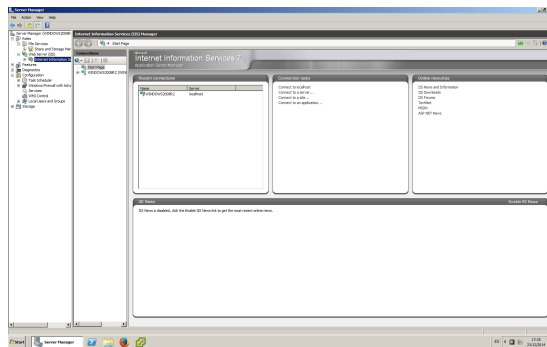 Server Manager
File Action View Help
Server Manager (WINDOWS2008R
Roles
File Services
Share and Storage Mar
Web Server (IIS)
Internet Information S
Features
Diagnostics
Configuration
Task Scheduler
Windows Firewall with Adva
Services
WMI Control
Local Users and Groups
Storage
Internet Information Services (IIS) Manager
Start Page
Connections
Start Page
WINDOWS2008R2 (WIN
Microsoft
Internet Information Services 7
Application Server Manager
Recent connections
Name Server
WINDOWS2008R2 localhost
Connection tasks
Connect to localhost
Connect to a server...
Connect to a site...
Connect to an application...
Online resources
IIS News and Information
IIS Downloads
IIS Forums
TechNet
MSDN
ASP.NET News
IIS News
Enable IIS News
IIS News is disabled, click the Enable IIS News link to get the most recent online news.
Start
Server Manager
ES
23/12/2014